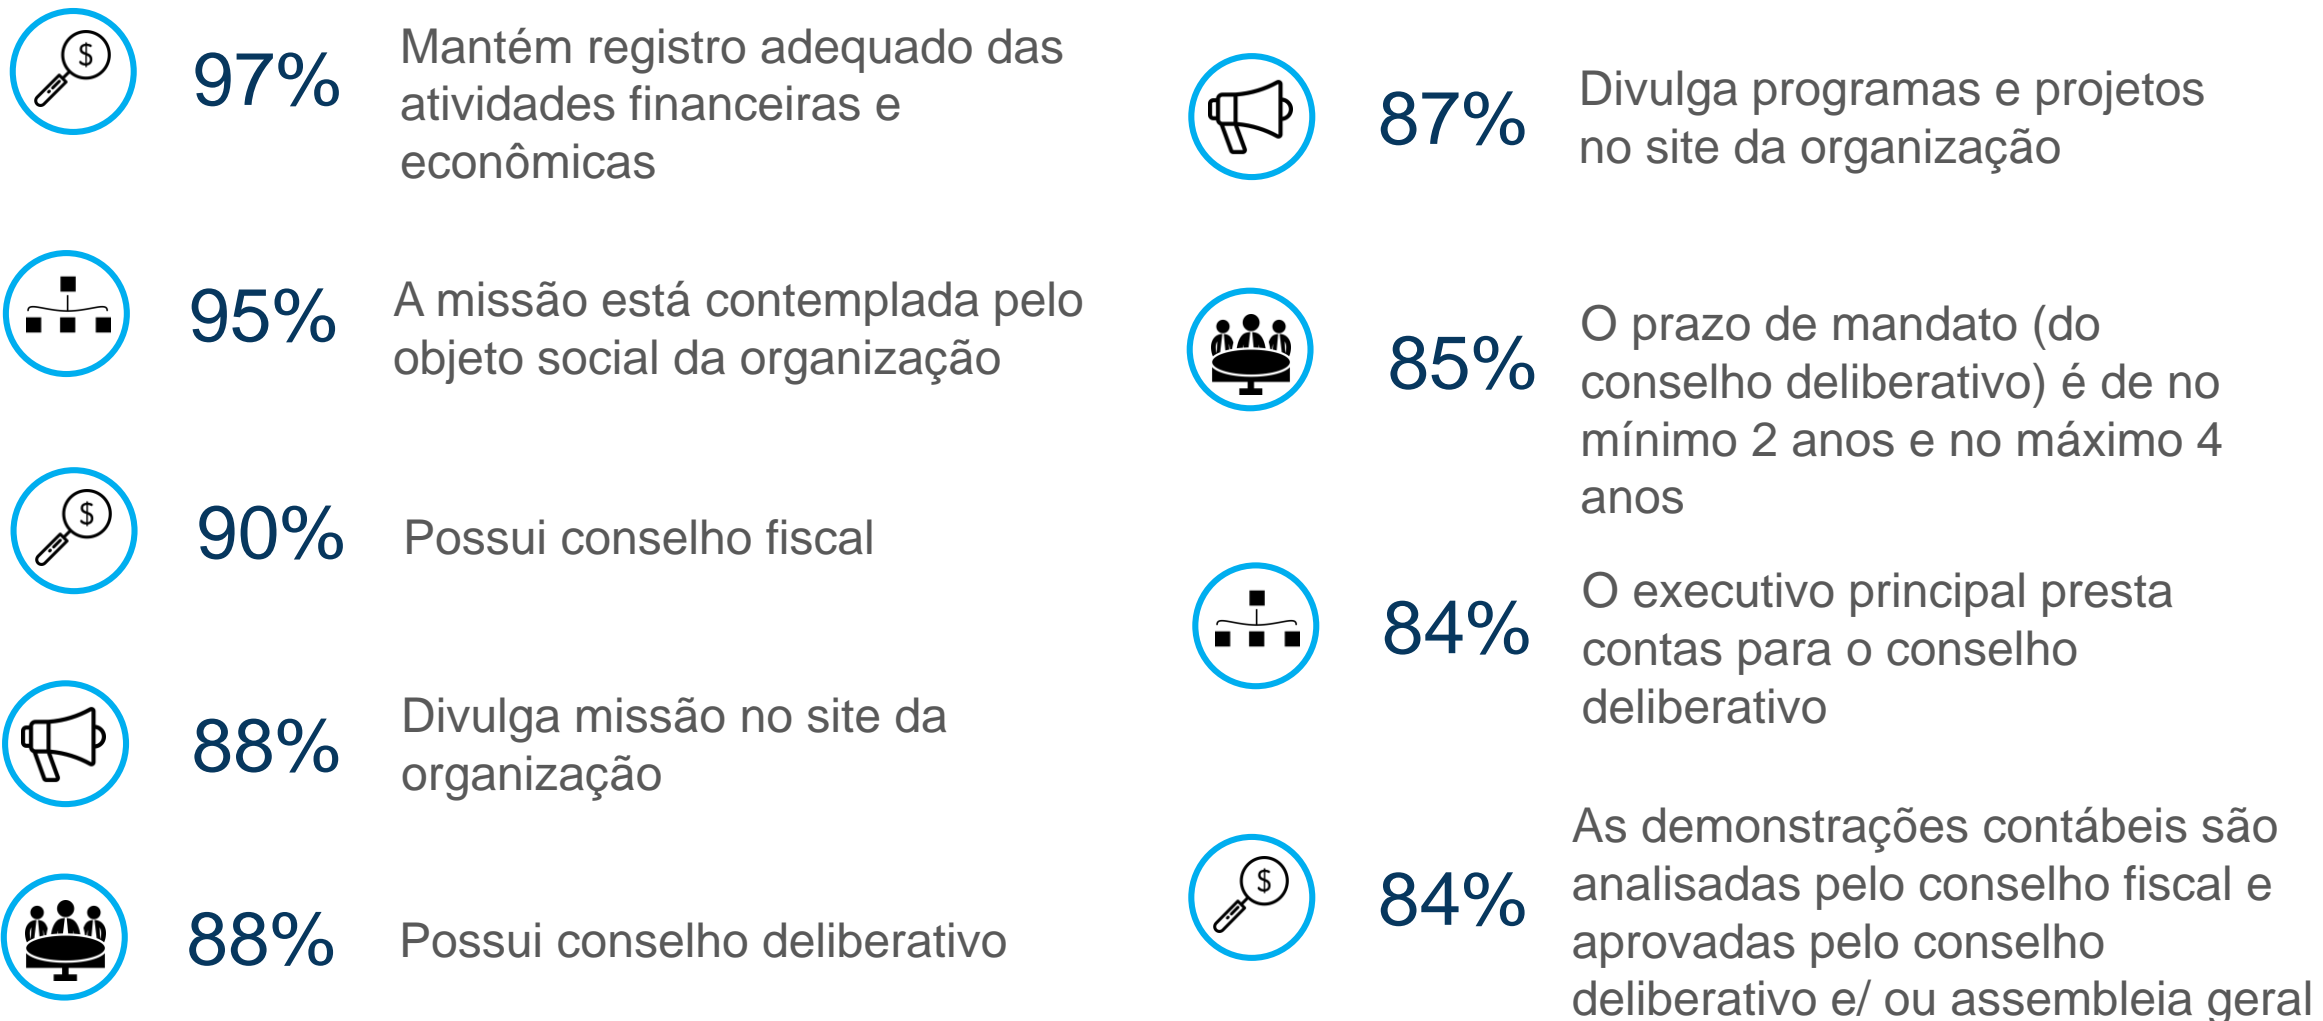 97%
Mantém registro adequado das
atividades financeiras e
econômicas
95%
A missão está contemplada pelo
objeto social da organização
90%
Possui conselho fiscal
88%
Divulga missão no site da
organização
88%
Possui conselho deliberativo
87%
Divulga programas e projetos
no site da organização
85%
O prazo de mandato (do
conselho deliberativo) é de no
mínimo 2 anos e no máximo 4
anos
84%
O executivo principal presta
contas para o conselho
deliberativo
84%
As demonstrações contábeis são
analisadas pelo conselho fiscal e
aprovadas pelo conselho
deliberativo e/ ou assembleia geral